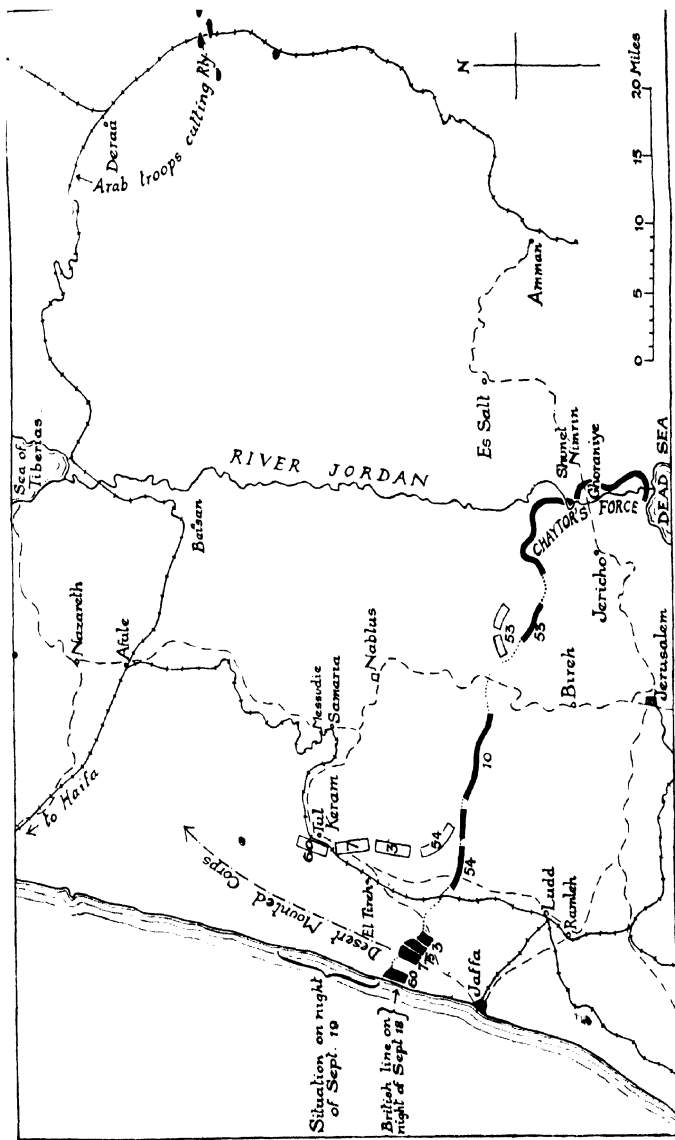 Sea of
Tiberias
Deraa
Arab troops cutting Rly
to Haifa
Nazareth
Afule
Beisan
RIVER JORDAN
N
Desert Mounted Corps
60
Tul
Keram
7
3
54
Messudie
Samaria
Nablus
El Tireh
Situation on night
of Sept. 19
British line on
night of Sept 18
60
7
75
3
54
10
53
53
Es Salt
Amman
Shunet
Nimrin
Ghoraniye
CHAYTOR'S FORCE
Jaffa
Ludd
Ramleh
Bireh
Jericho
Jerusalem
DEAD SEA
0 5 10 15 20 Miles